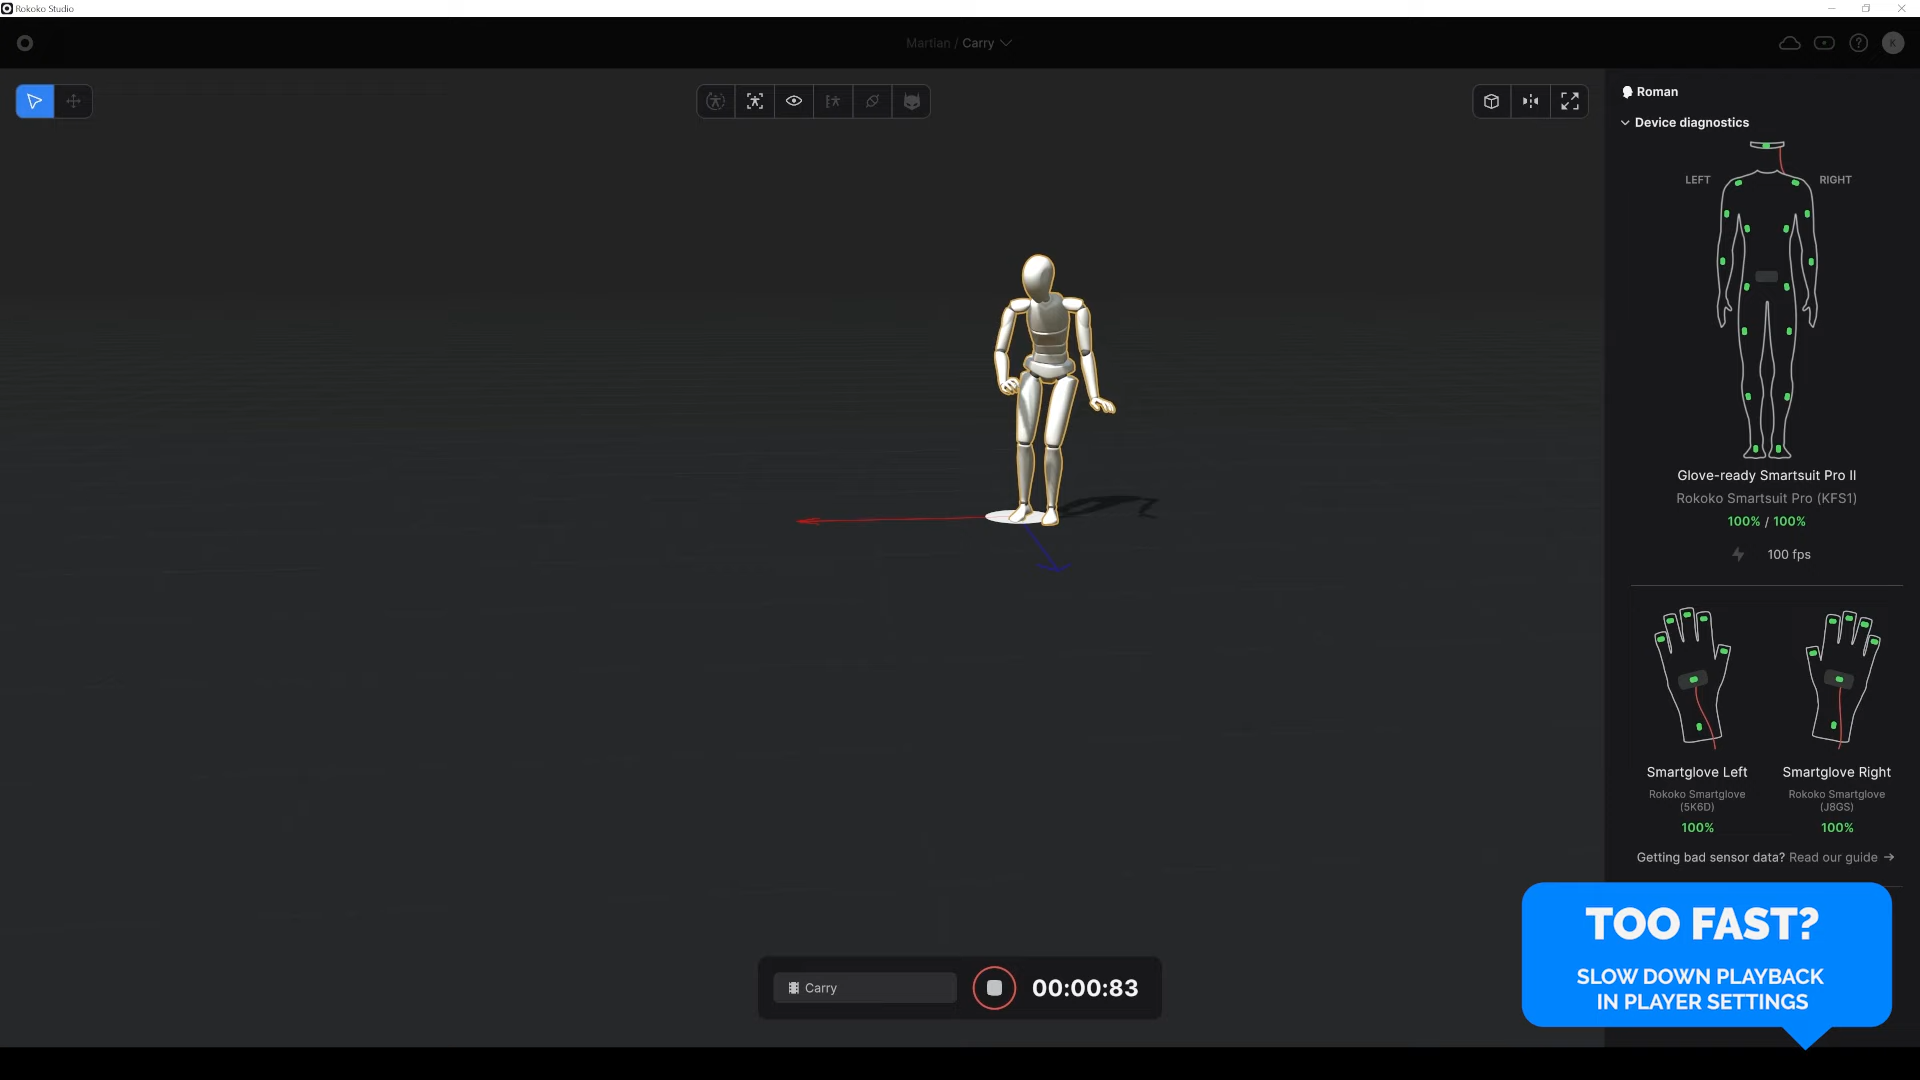 Rokoko Studio
Martian / Carry
K
Roman
Device diagnostics
LEFT
RIGHT
Glove-ready Smartsuit Pro II
Rokoko Smartsuit Pro (KFS1)
100% / 100%
100 fps
Smartglove Left
Smartglove Right
Rokoko Smartglove
(5K6D)
Rokoko Smartglove
(J8GS)
100%
100%
Getting bad sensor data? Read our guide →
TOO FAST?
SLOW DOWN PLAYBACK
IN PLAYER SETTINGS
Carry
00:00:83